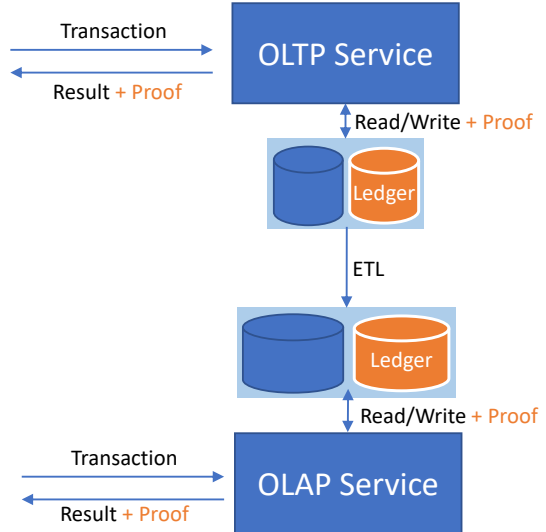 Transaction
OLTP Service
Result + Proof
Read/Write + Proof
Ledger
ETL
Ledger
Read/Write + Proof
Transaction
OLAP Service
Result + Proof